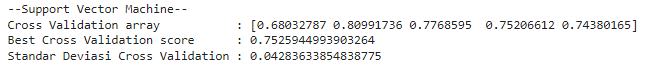 --Support Vector Machine--
Cross Validation array : [0.68032787 0.80991736 0.7768595 0.75206612 0.74380165]
Best Cross Validation score : 0.7525944993903264
Standar Deviasi Cross Validation : 0.04283633854838775